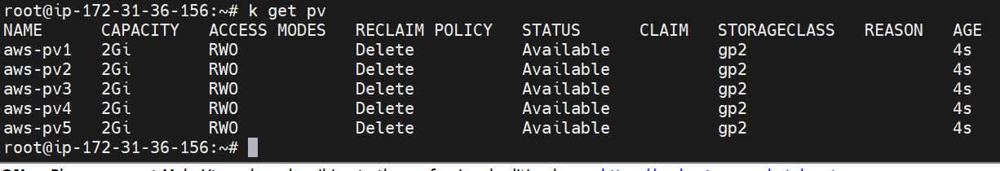 root@ip-172-31-36-156:~# k get pv
NAME CAPACITY ACCESS MODES RECLAIM POLICY STATUS CLAIM STORAGECLASS REASON AGE
aws-pv1 2Gi RWO Delete Available gp2 4s
aws-pv2 2Gi RWO Delete Available gp2 4s
aws-pv3 2Gi RWO Delete Available gp2 4s
aws-pv4 2Gi RWO Delete Available gp2 4s
aws-pv5 2Gi RWO Delete Available gp2 4s
root@ip-172-31-36-156:~#